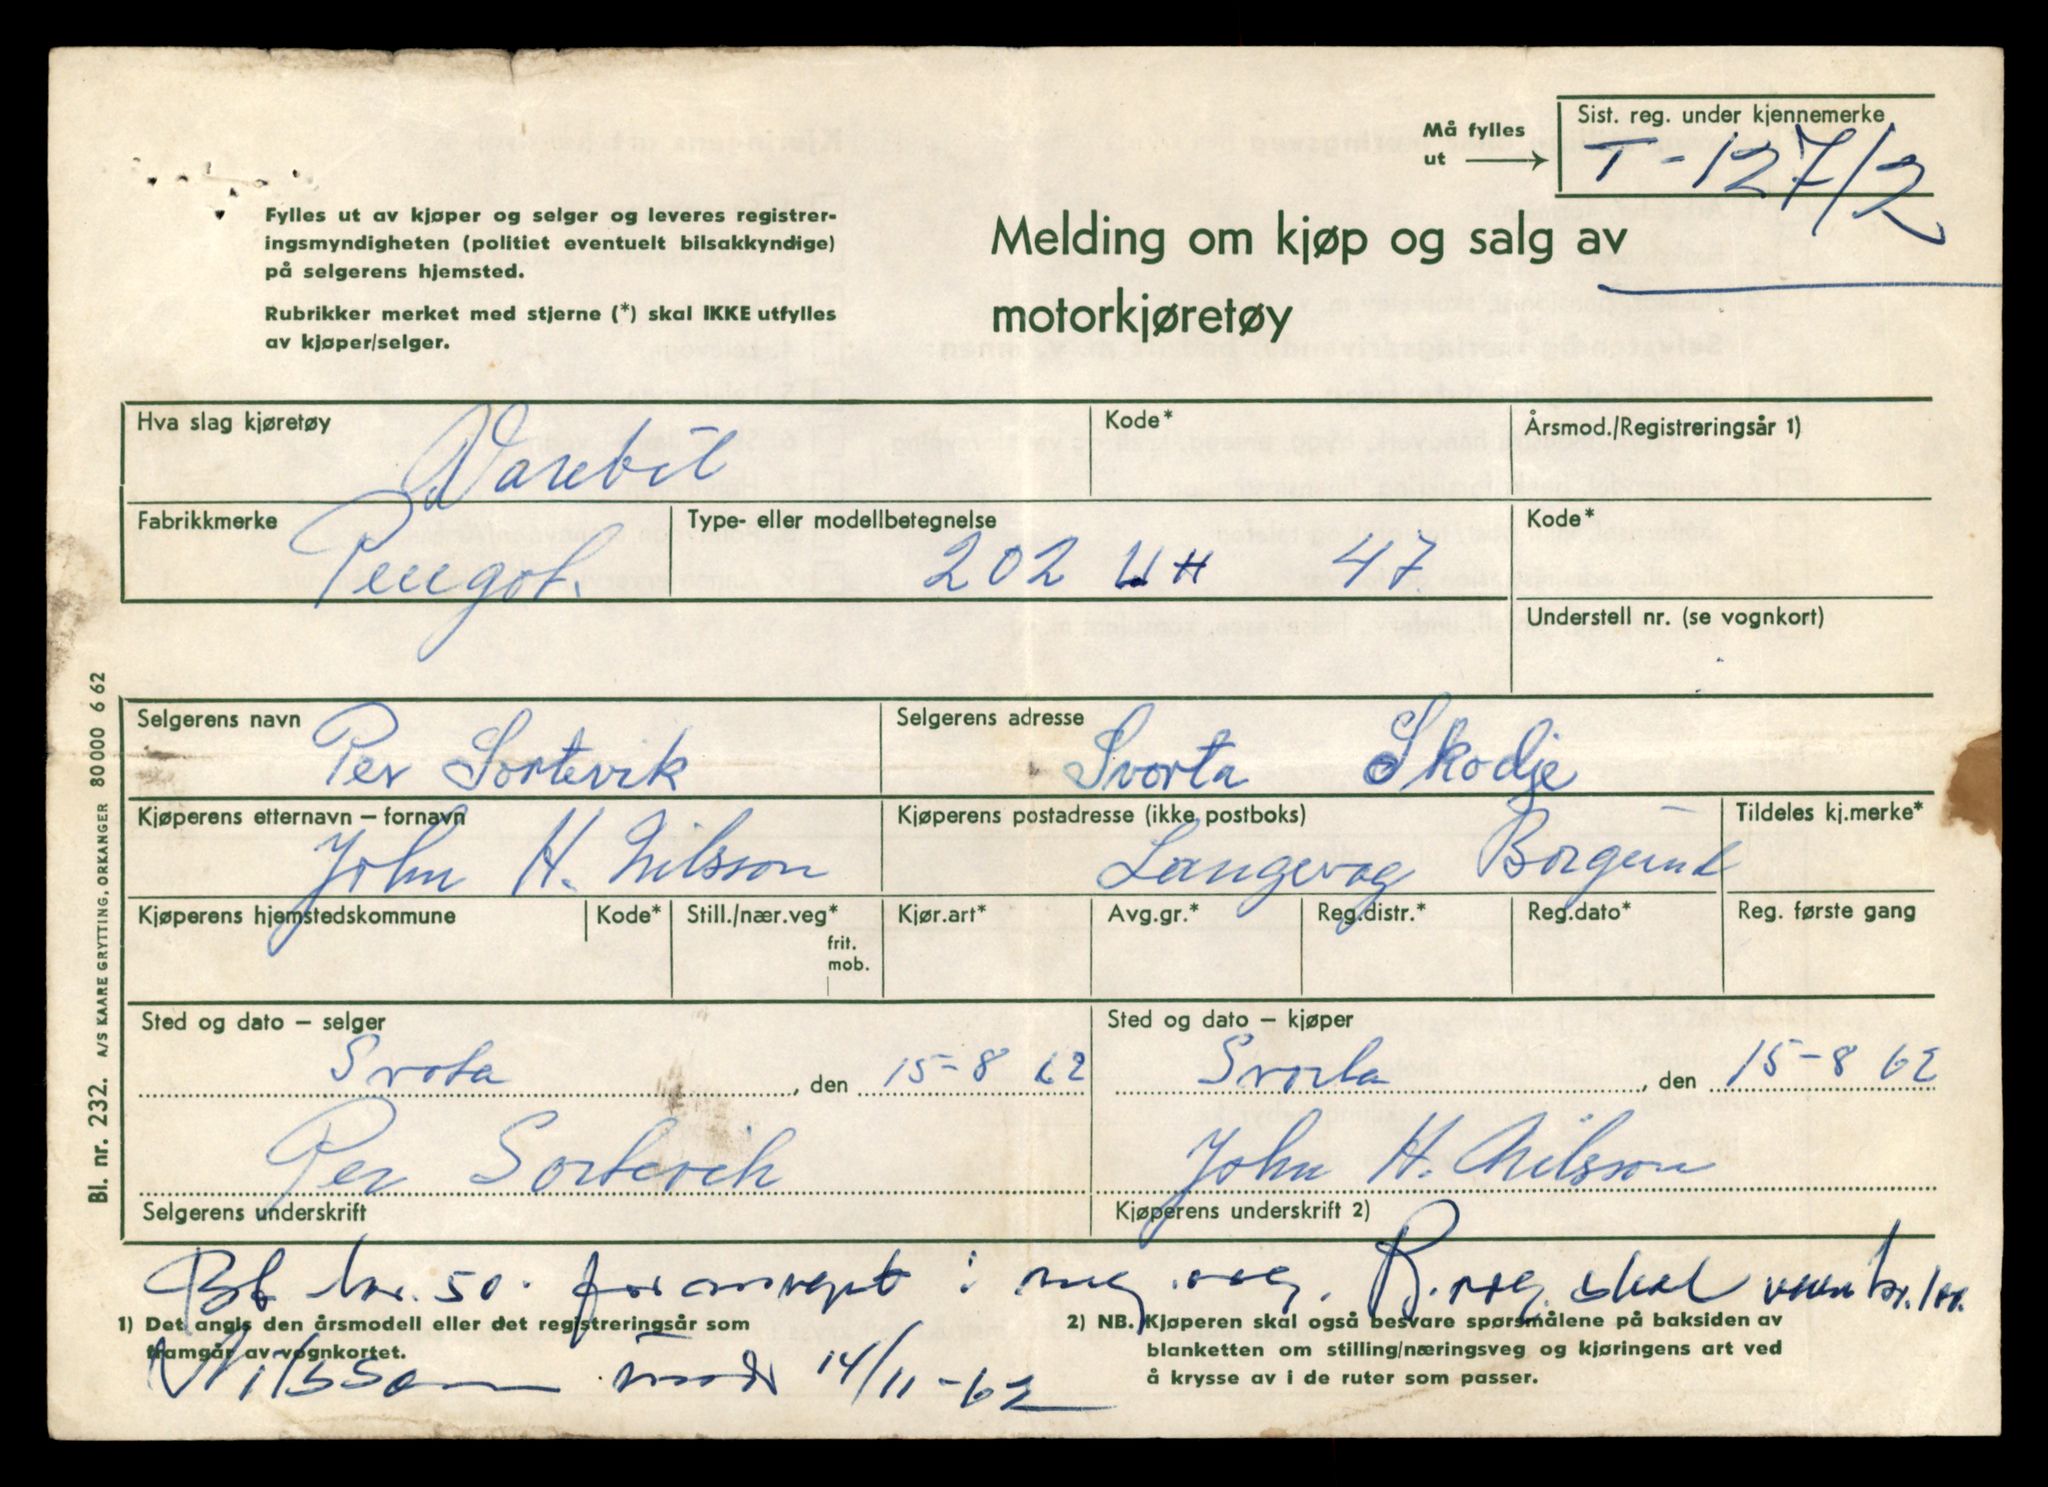 Må fylles
ut
Sist. reg. under kjennemerke
T-12712
Fylles ut av kjøper og selger og leveres registrer-
ingsmyndigheten (politiet eventuelt bilsakkyndige)
på selgerens hjemsted.
Rubrikker merket med stjerne (*) skal IKKE utfylles
av kjøper/selger.
Melding om kjøp og salg av
motorkjøretøy
Hva slag kjøretøy
Varebil
Kode*
Årsmod./Registreringsår 1)
Fabrikkmerke
Peugot.
Type- eller modellbetegnelse
202 UH 47
Kode*
Understell nr. (se vognkort)
Selgerens navn
Per Sortevik
Selgerens adresse
Svorta Skodje
Kjøperens etternavn – fornavn
John H. Nilsson
Kjøperens postadresse (ikke postboks)
Langevog Borgund
Tildeles kj.merke*
Kjøperens hjemstedskommune
Kode*
Still./nær.veg*
frit.
mob.
Kjør.art*
Avg.gr.*
Reg.distr.*
Reg.dato*
Reg. første gang
Sted og dato – selger
Svota, den 15-8 62
Sted og dato – kjøper
Svorta, den 15-8 62
Per Sortevik
Selgerens underskrift
John H. Nilsson
Kjøperens underskrift 2)
kr. 50. i reg. skal kr.
1) Det angis den årsmodell eller det registreringsår som
framgår av vognkortet.
2) NB. Kjøperen skal også besvare spørsmålene på baksiden av
blanketten om stilling/næringsveg og kjøringens art ved
å krysse av i de ruter som passer.
Nilsson 14/11-62
Bl. nr. 232. A/S KAARE GRYTTING, ORKANGER 80000 6 62